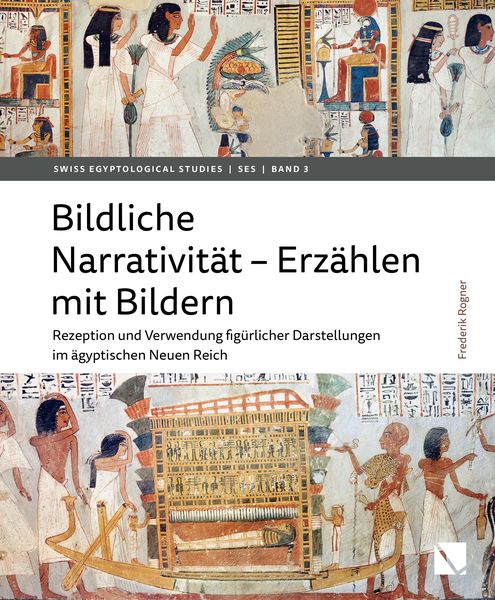 SWISS EGYPTOLOGICAL STUDIES | SES | BAND 3
Bildliche
Narrativität – Erzählen
mit Bildern
Rezeption und Verwendung figürlicher Darstellungen
im ägyptischen Neuen Reich
Frederik Rogner